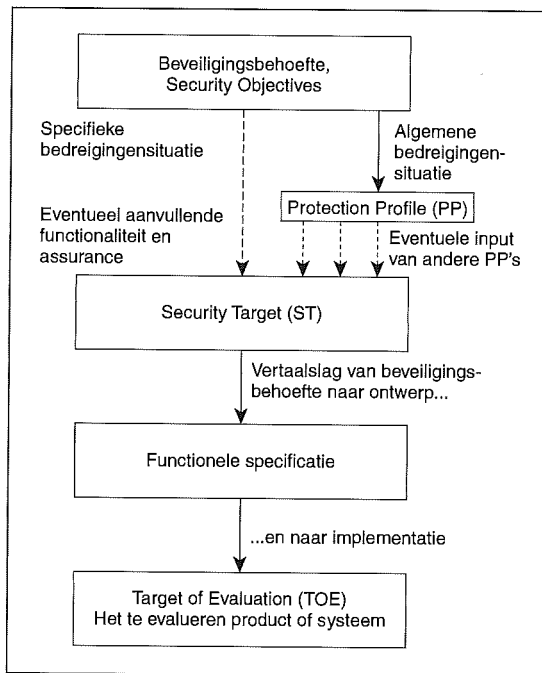 Beveiligingsbehoefte,
Security Objectives
Specifieke
bedreigingensituatie
Algemene
bedreigingen-
situatie
Protection Profile (PP)
Eventueel aanvullende
functionaliteit en
assurance
Eventuele input
van andere PP's
Security Target (ST)
Vertaalslag van beveiligings-
behoefte naar ontwerp...
Functionele specificatie
...en naar implementatie
Target of Evaluation (TOE)
Het te evalueren product of systeem